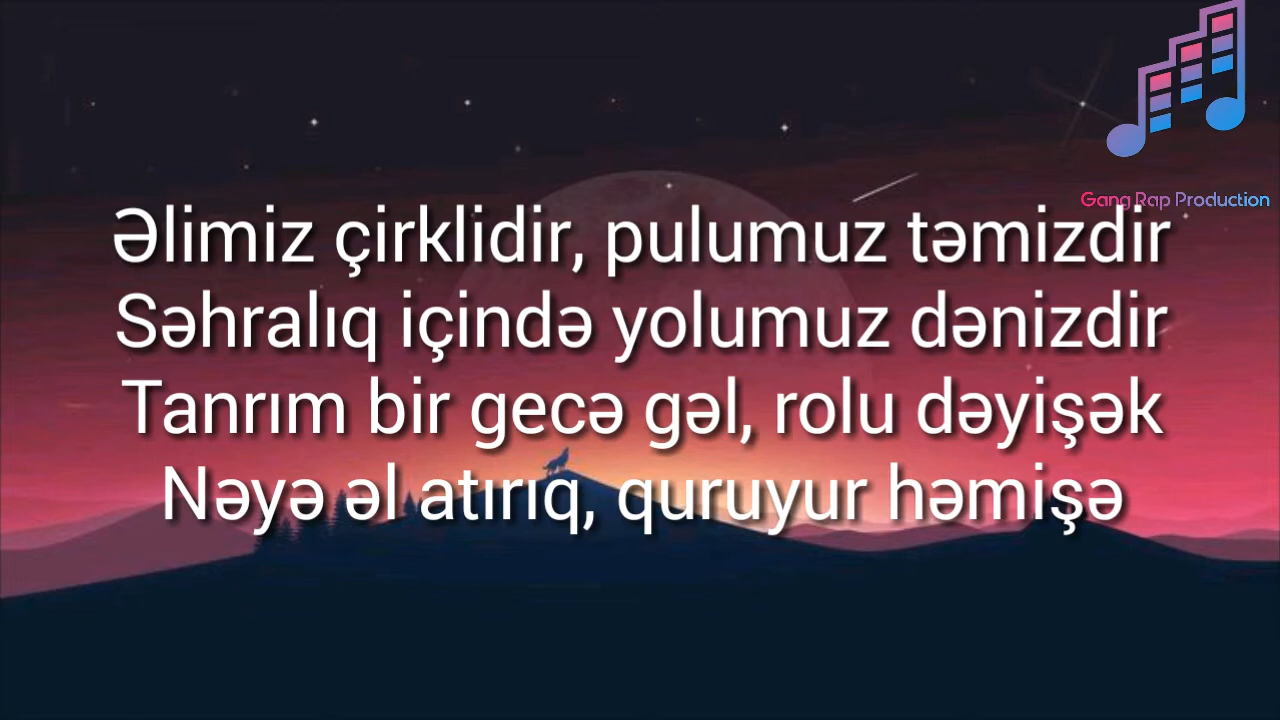 Gang Rap Production
Əlimiz çirklidir, pulumuz təmizdir
Səhralıq içində yolumuz dənizdir
Tanrım bir gecə gəl, rolu dəyişək
Nəyə əl atırıq, quruyur həmişə